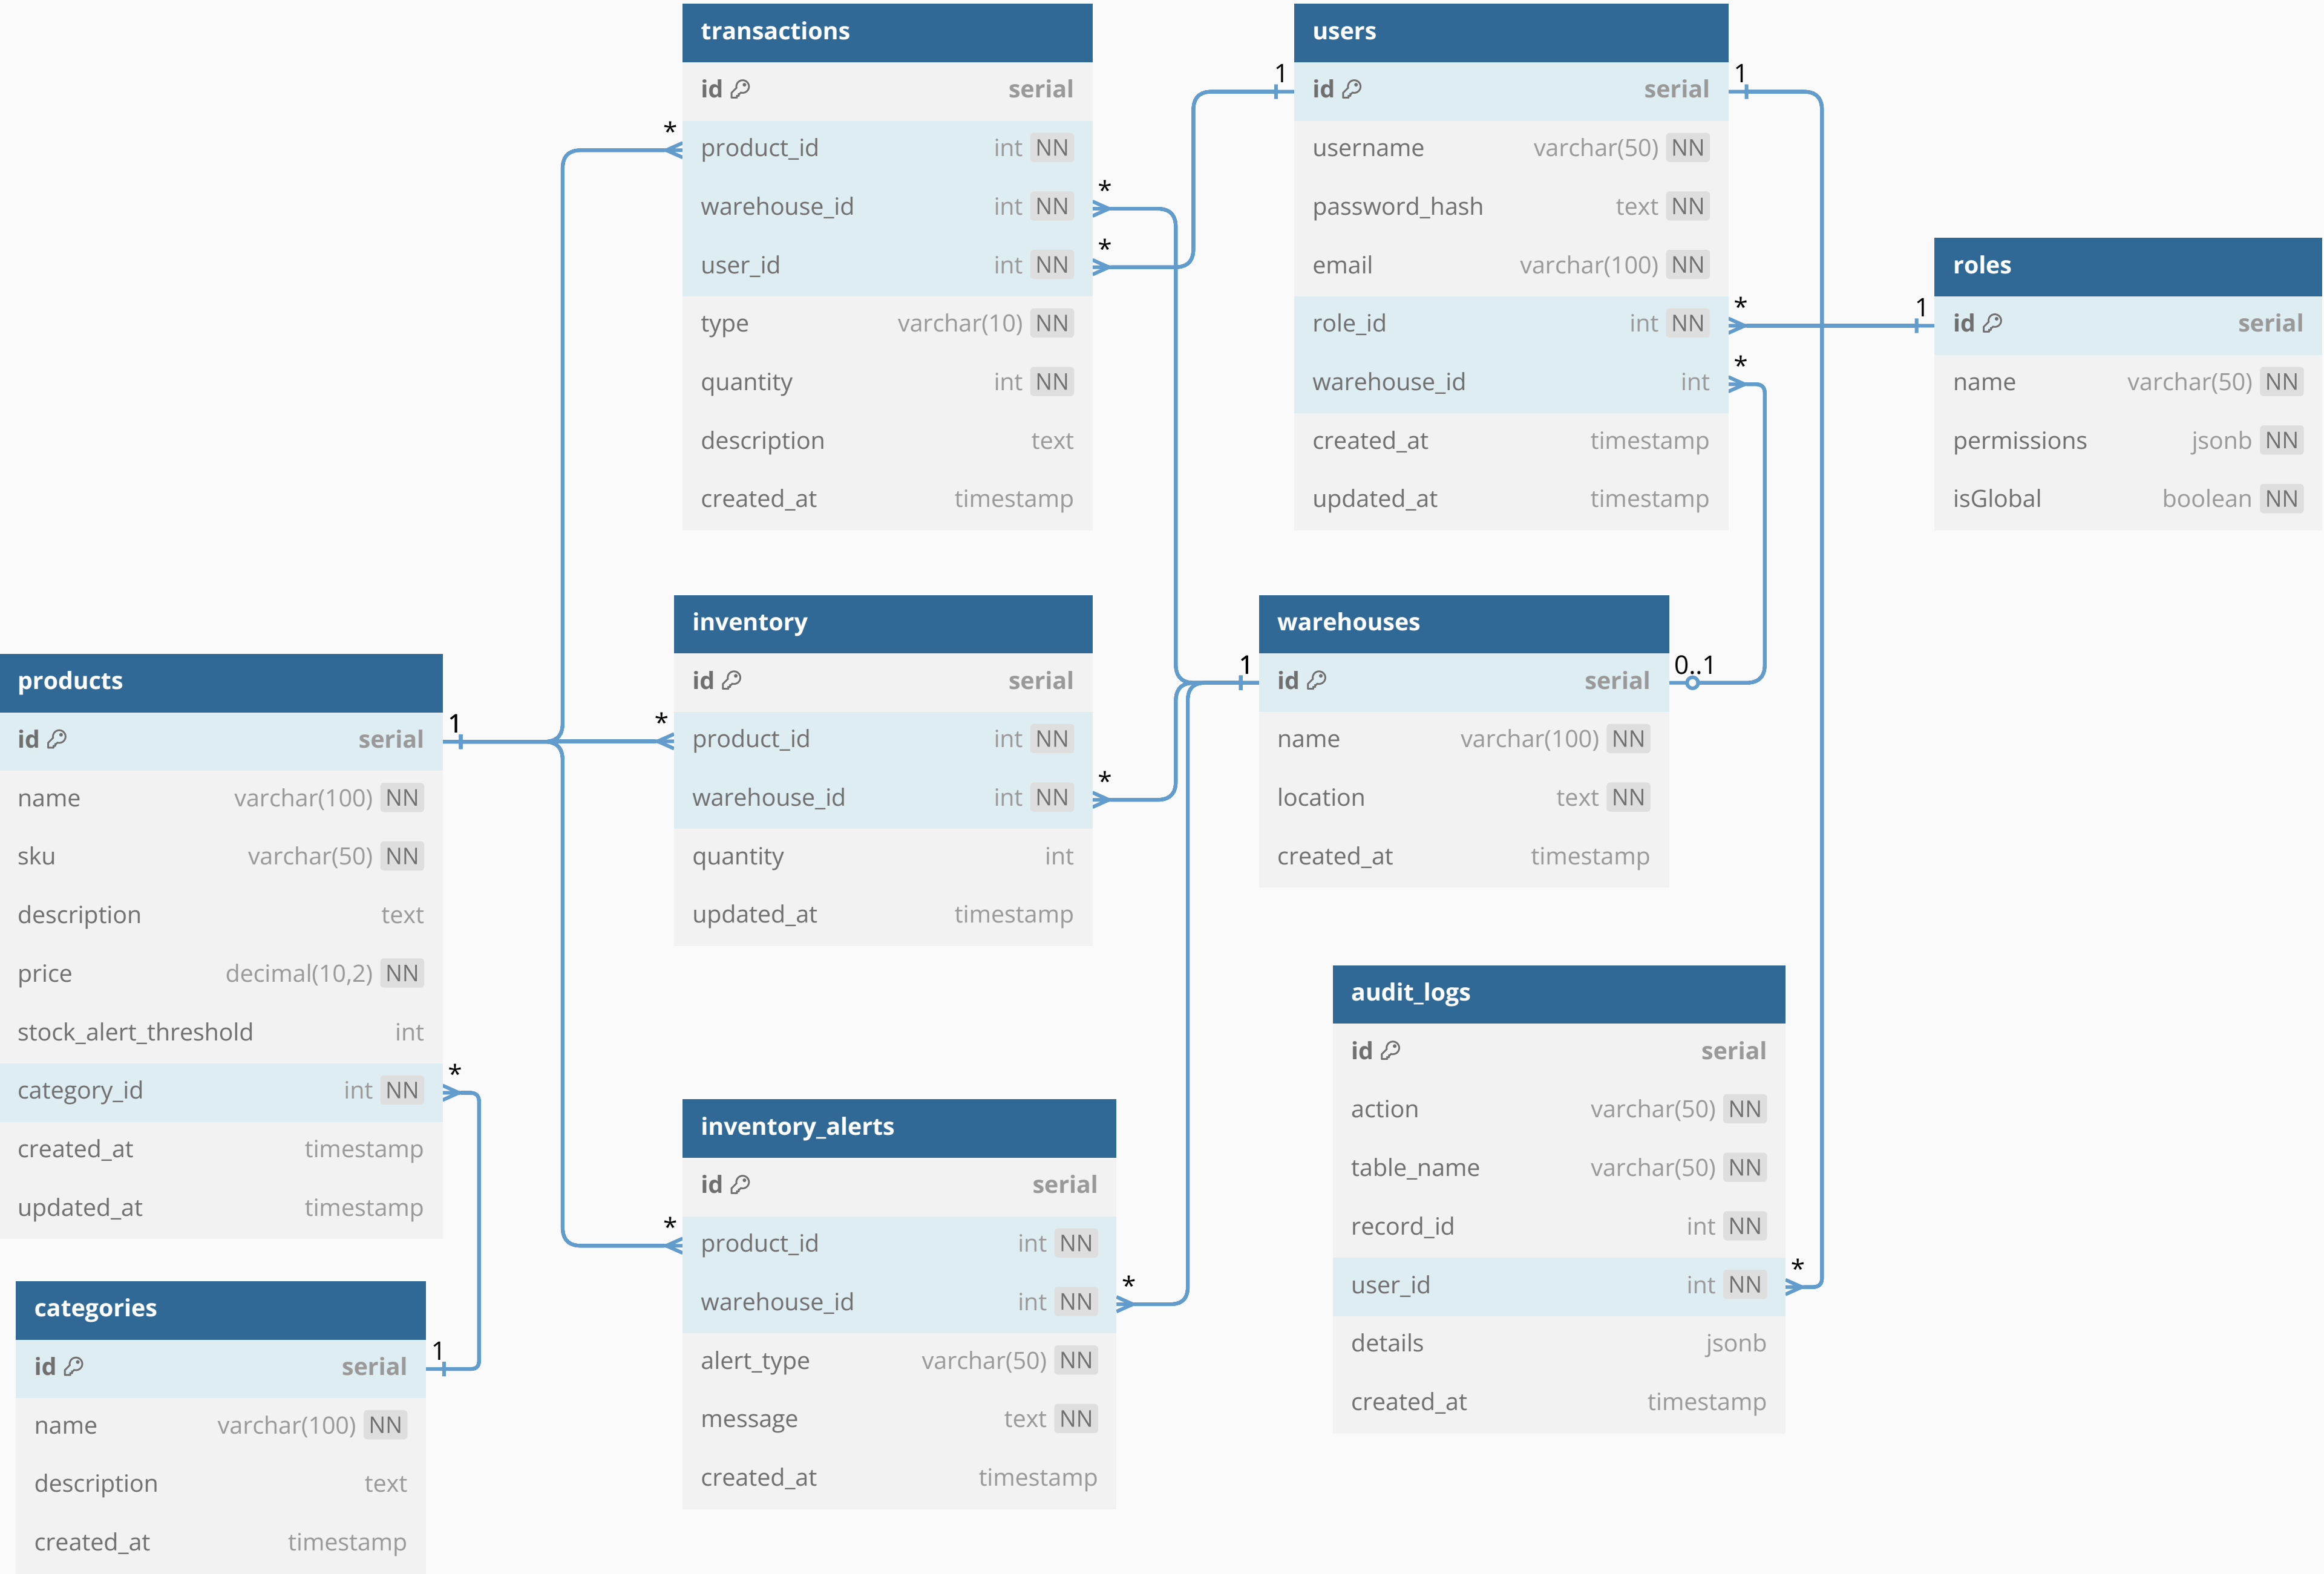 transactions
id serial
* product_id int NN
warehouse_id int NN *
user_id int NN *
type varchar(10) NN
quantity int NN
description text
created_at timestamp
users
1 id serial 1
username varchar(50) NN
password_hash text NN
email varchar(100) NN
role_id int NN *
warehouse_id int *
created_at timestamp
updated_at timestamp
roles
1 id serial
name varchar(50) NN
permissions jsonb NN
isGlobal boolean NN
inventory
id serial
* product_id int NN
warehouse_id int NN *
quantity int
updated_at timestamp
warehouses
1 id serial 0..1
name varchar(100) NN
location text NN
created_at timestamp
products
id serial 1
name varchar(100) NN
sku varchar(50) NN
description text
price decimal(10,2) NN
stock_alert_threshold int
category_id int NN *
created_at timestamp
updated_at timestamp
audit_logs
id serial
action varchar(50) NN
table_name varchar(50) NN
record_id int NN
user_id int NN *
details jsonb
created_at timestamp
inventory_alerts
id serial
* product_id int NN
warehouse_id int NN *
alert_type varchar(50) NN
message text NN
created_at timestamp
categories
id serial 1
name varchar(100) NN
description text
created_at timestamp